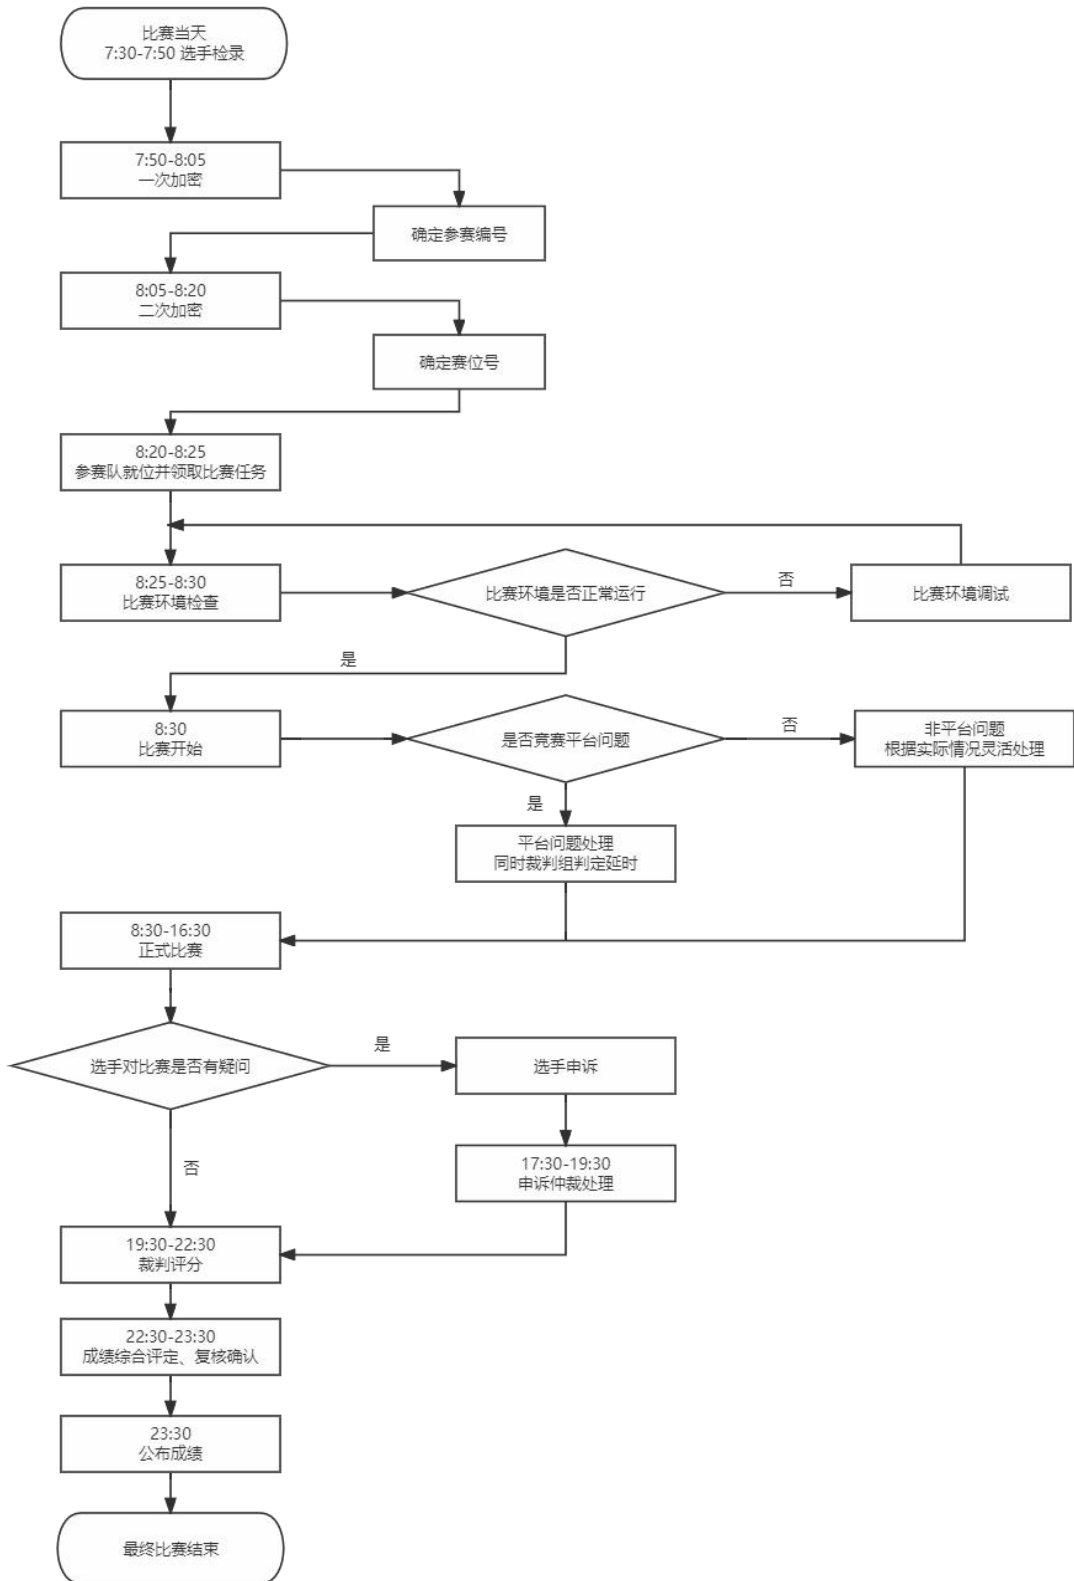 比赛当天
7:30-7:50 选手检录
7:50-8:05
一次加密
确定参赛编号
8:05-8:20
二次加密
确定赛位号
8:20-8:25
参赛队就位并领取比赛任务
8:25-8:30
比赛环境检查
比赛环境是否正常运行
否
比赛环境调试
是
8:30
比赛开始
是否竞赛平台问题
否
非平台问题
根据实际情况灵活处理
是
平台问题处理
同时裁判组判定延时
8:30-16:30
正式比赛
选手对比赛是否有疑问
是
选手申诉
否
17:30-19:30
申诉仲裁处理
19:30-22:30
裁判评分
22:30-23:30
成绩综合评定、复核确认
23:30
公布成绩
最终比赛结束